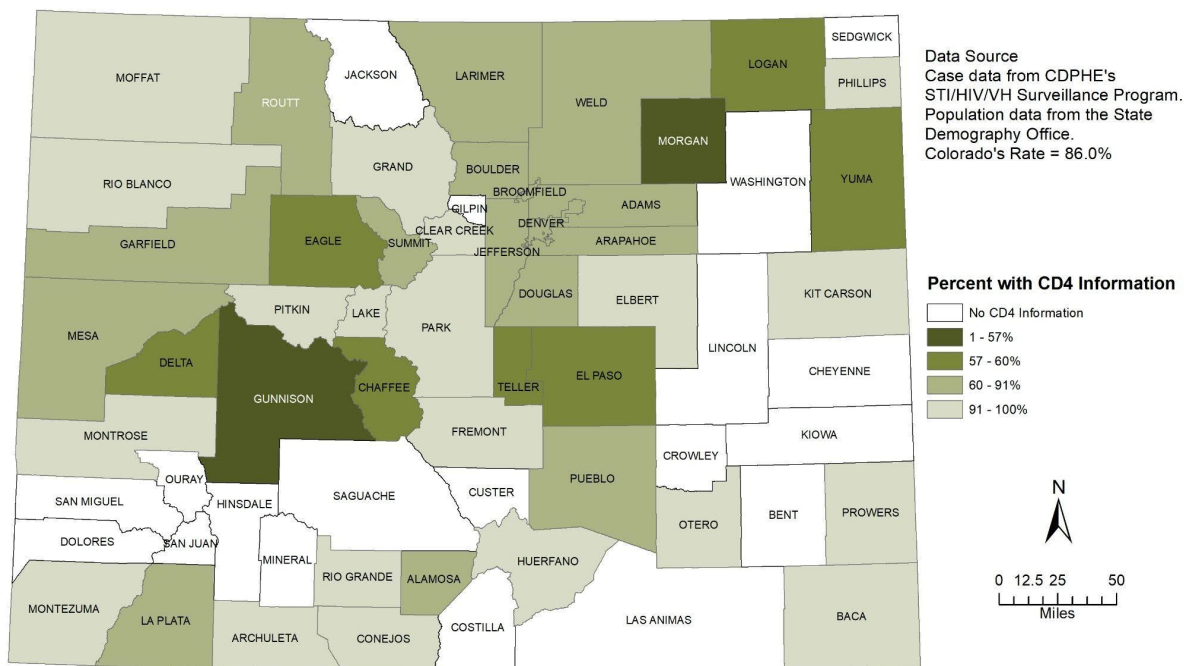 SEDGWICK
LOGAN
JACKSON
LARIMER
MOFFAT
PHILLIPS
WELD
ROUTT
MORGAN
GRAND
BOULDER
YUMA
WASHINGTON
RIO BLANCO
BROOMFIELD
GILPIN
ADAMS
DENVER
CLEAR CREEK
EAGLE
SUMMIT
ARAPAHOE
GARFIELD
JEFFERSON
DOUGLAS
KIT CARSON
ELBERT
PITKIN
LAKE
PARK
MESA
LINCOLN
DELTA
CHEYENNE
EL PASO
TELLER
CHAFFEE
GUNNISON
FREMONT
MONTROSE
KIOWA
CROWLEY
OURAY
PUEBLO
CUSTER
SAGUACHE
SAN MIGUEL
HINSDALE
PROWERS
BENT
OTERO
DOLORES
SAN JUAN
MINERAL
HUERFANO
RIO GRANDE
ALAMOSA
MONTEZUMA
LA PLATA
BACA
LAS ANIMAS
COSTILLA
ARCHULETA
CONEJOS
Data Source
Case data from CDPHE's
STI/HIV/VH Surveillance Program.
Population data from the State
Demography Office.
Colorado's Rate = 86.0%
Percent with CD4 Information
No CD4 Information
1 - 57%
57 - 60%
60 - 91%
91 - 100%
N
0 12.5 25 50
Miles